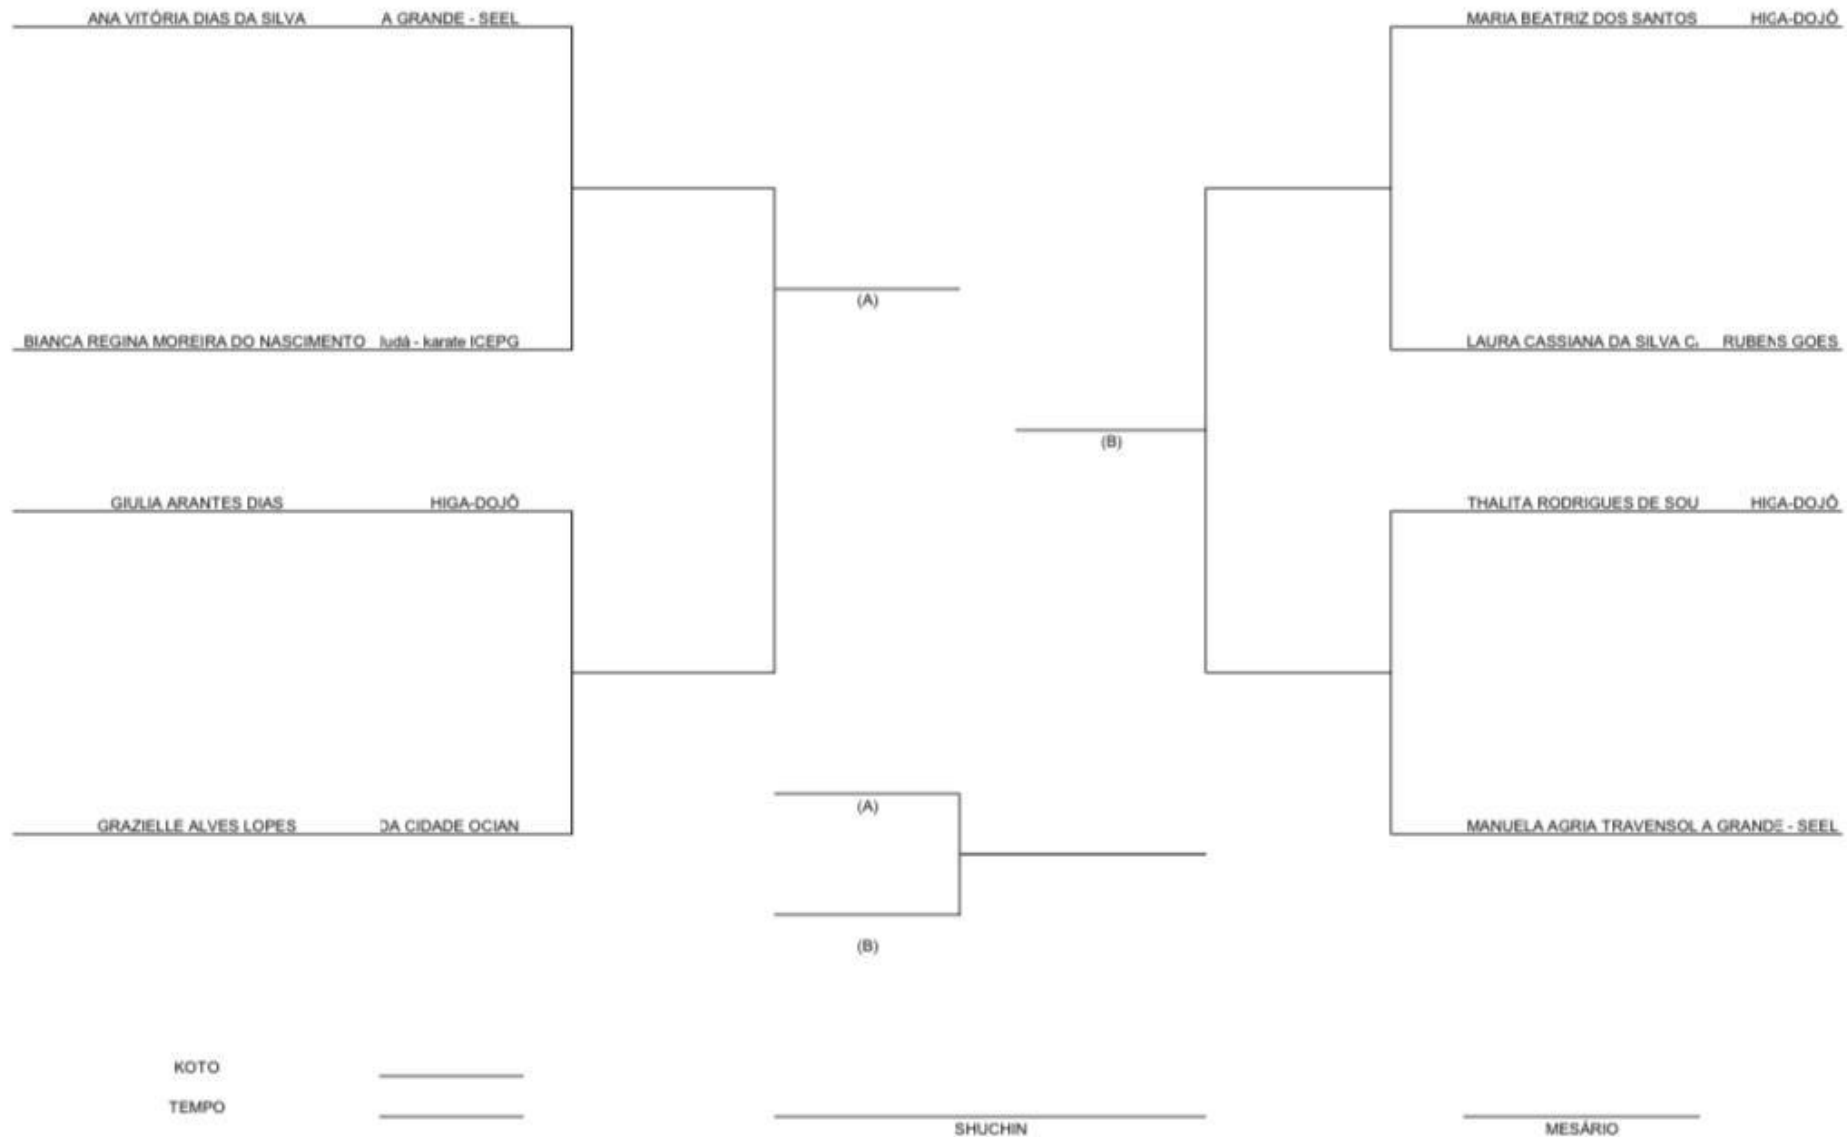 ANA VITÓRIA DIAS DA SILVA A GRANDE - SEEL
MARIA BEATRIZ DOS SANTOS HIGA-DOJÔ
(A)
BIANCA REGINA MOREIRA DO NASCIMENTO Judá - karate ICEPG
LAURA CASSIANA DA SILVA C. RUBENS GOES
(B)
GIULIA ARANTES DIAS HIGA-DOJÔ
THALITA RODRIGUES DE SOU HIGA-DOJÔ
(A)
GRAZIELLE ALVES LOPES DA CIDADE OCIAN
MANUELA AGRIA TRAVENSOL A GRANDE - SEEL
(B)
KOTO
TEMPO
SHUCHIN
MESÁRIO